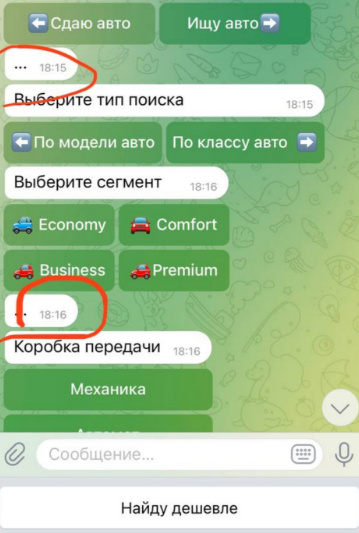 Сдаю авто Ищу авто
... 18:15
Выберите тип поиска 18:15
По модели авто По классу авто
Выберите сегмент 18:16
Economy Comfort
Business Premium
... 18:16
Коробка передачи 18:16
Механика
Сообщение...
Найду дешевле